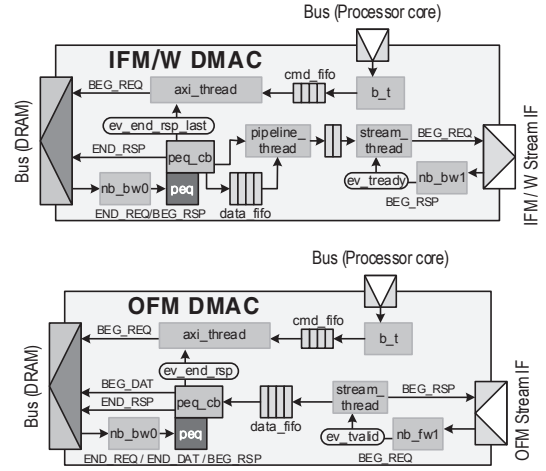 Bus (Processor core)
IFM/W DMAC
BEG_REQ
axi_thread
cmd_fifo
b_t
Bus (DRAM)
ev_end_rsp_last
END_RSP
peq_cb
pipeline_
thread
stream_
thread
BEG_REQ
nb_bw0
peq
data_fifo
ev_tready
nb_bw1
BEG_RSP
END_REQ/BEG_RSP
IFM/ W Stream IF
Bus (Processor core)
OFM DMAC
BEG_REQ
axi_thread
cmd_fifo
b_t
Bus (DRAM)
ev_end_rsp
BEG_DAT
END_RSP
peq_cb
data_fifo
stream_
thread
BEG_RSP
nb_bw0
peq
ev_tvalid
nb_fw1
BEG_REQ
END_REQ / END_DAT / BEG_RSP
OFM Stream IF